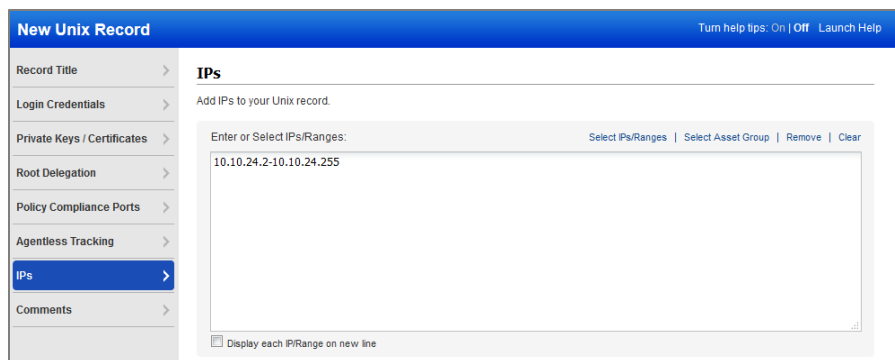 New Unix Record
Turn help tips: On | Off Launch Help
Record Title
Login Credentials
Private Keys / Certificates
Root Delegation
Policy Compliance Ports
Agentless Tracking
IPs
Comments
IPs
Add IPs to your Unix record.
Enter or Select IPs/Ranges:
Select IPs/Ranges | Select Asset Group | Remove | Clear
10.10.24.2-10.10.24.255
Display each IP/Range on new line